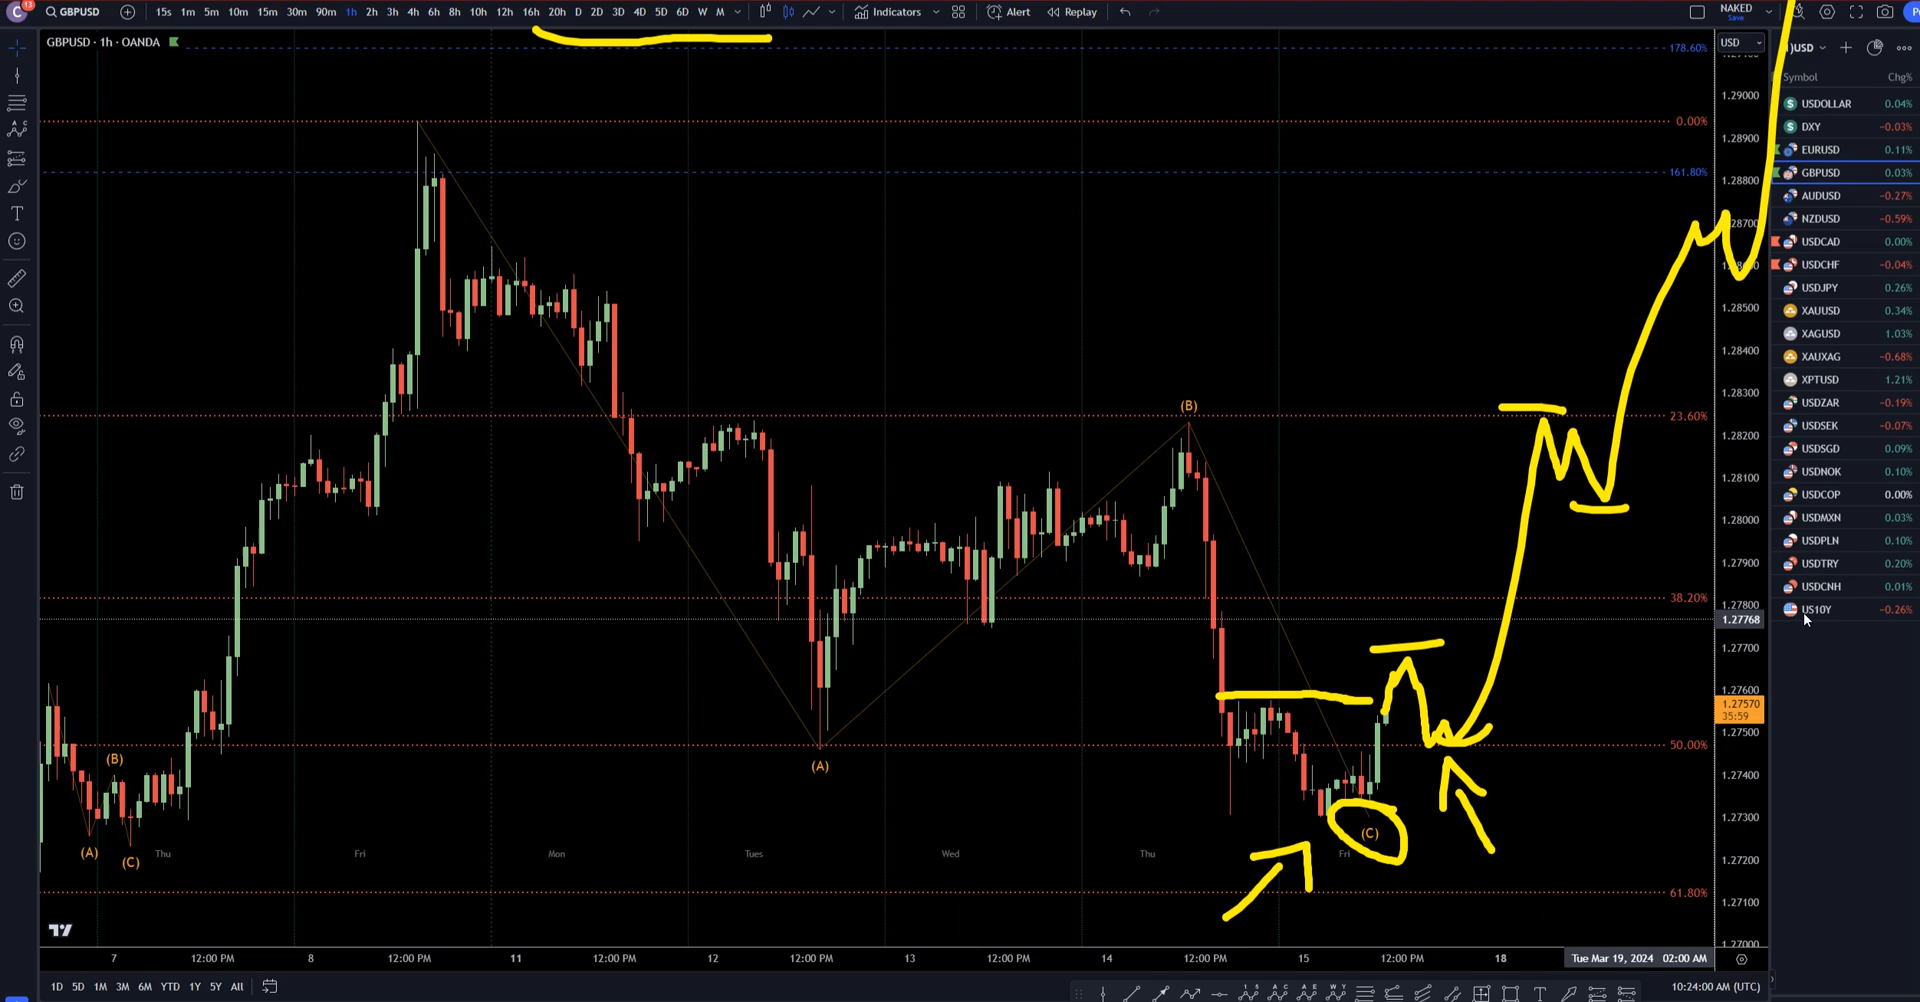 C 13 GBPUSD 15s 1m 5m 10m 15m 30m 90m 1h 2h 3h 4h 6h 8h 10h 12h 16h 20h D 2D 3D 4D 5D 6D W M Indicators Alert Replay NAKED
Save
GBPUSD · 1h · OANDA
178.60%
USD
USD
Symbol Chg%
1.29000
USDOLLAR 0.04%
0.00%
DXY −0.03%
1.28900
EURUSD 0.11%
161.80%
GBPUSD 0.03%
1.28800
AUDUSD −0.27%
NZDUSD −0.59%
USDCAD 0.00%
USDCHF −0.04%
USDJPY 0.26%
1.28500
XAUUSD 0.34%
XAGUSD 1.03%
1.28400
XAUXAG −0.68%
XPTUSD 1.21%
1.28300
USDZAR −0.19%
(B)
23.60%
USDSEK −0.07%
1.28200
USDSGD 0.09%
USDNOK 0.10%
1.28100
USDCOP 0.00%
1.28000
USDMXN 0.03%
USDPLN 0.10%
1.27900
USDTRY 0.20%
USDCNH 0.01%
38.20%
1.27800
US10Y −0.26%
1.27768
1.27700
1.27600
1.27570
35:59
1.27500
50.00%
(B)
(A)
1.27400
1.27300
(C)
(A)
(C)
Thu Fri Mon Tues Wed Thu Fri
1.27200
61.80%
1.27100
1.27000
7 12:00 PM 8 12:00 PM 11 12:00 PM 12 12:00 PM 13 12:00 PM 14 12:00 PM 15 12:00 PM 18 Tue Mar 19, 2024 02:00 AM
1D 5D 1M 3M 6M YTD 1Y 5Y All
10:24:00 AM (UTC)